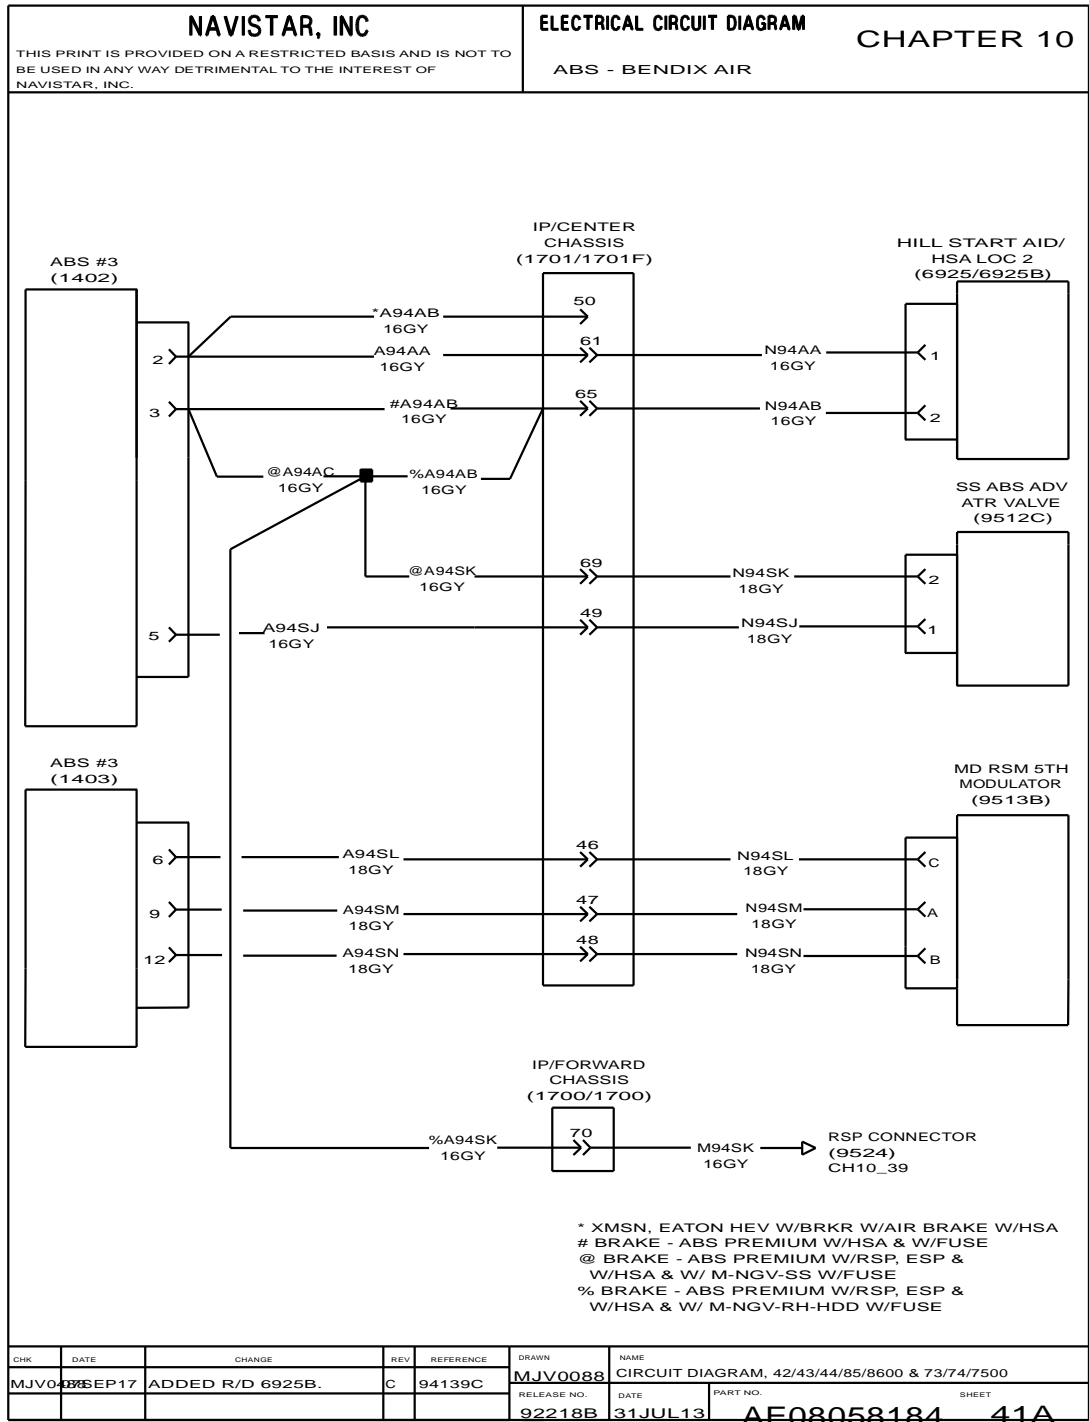 NAVISTAR, INC
THIS PRINT IS PROVIDED ON A RESTRICTED BASIS AND IS NOT TO
BE USED IN ANY WAY DETRIMENTAL TO THE INTEREST OF
NAVISTAR, INC.
ELECTRICAL CIRCUIT DIAGRAM
CHAPTER 10
ABS - BENDIX AIR
ABS #3
(1402)
IP/CENTER
CHASSIS
(1701/1701F)
HILL START AID/
HSA LOC 2
(6925/6925B)
*A94AB
16GY
50
2
A94AA
16GY
61
N94AA
16GY
1
3
#A94AB
16GY
65
N94AB
16GY
2
@A94AC
16GY
%A94AB
16GY
SS ABS ADV
ATR VALVE
(9512C)
@A94SK
16GY
69
N94SK
18GY
2
5
A94SJ
16GY
49
N94SJ
18GY
1
ABS #3
(1403)
MD RSM 5TH
MODULATOR
(9513B)
6
A94SL
18GY
46
N94SL
18GY
C
9
A94SM
18GY
47
N94SM
18GY
A
12
A94SN
18GY
48
N94SN
18GY
B
IP/FORWARD
CHASSIS
(1700/1700)
%A94SK
16GY
70
M94SK
16GY
RSP CONNECTOR
(9524)
CH10_39
* XMSN, EATON HEV W/BRKR W/AIR BRAKE W/HSA
# BRAKE - ABS PREMIUM W/HSA & W/FUSE
@ BRAKE - ABS PREMIUM W/RSP, ESP &
W/HSA & W/ M-NGV-SS W/FUSE
% BRAKE - ABS PREMIUM W/RSP, ESP &
W/HSA & W/ M-NGV-RH-HDD W/FUSE
CHK DATE CHANGE REV REFERENCE
ADDED R/D 6925B. C 94139C
DRAWN
MJV0088
NAME
CIRCUIT DIAGRAM, 42/43/44/85/8600 & 73/74/7500
RELEASE NO.
92218B
DATE
31JUL13
PART NO.
AE08058184
SHEET
41A